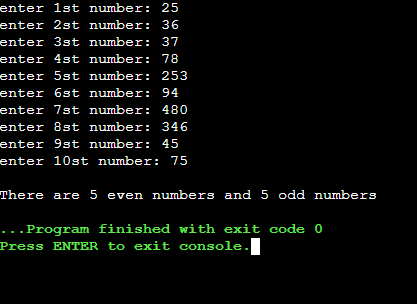 enter 1st number: 25
enter 2st number: 36
enter 3st number: 37
enter 4st number: 78
enter 5st number: 253
enter 6st number: 94
enter 7st number: 480
enter 8st number: 346
enter 9st number: 45
enter 10st number: 75
There are 5 even numbers and 5 odd numbers
...Program finished with exit code 0
Press ENTER to exit console.